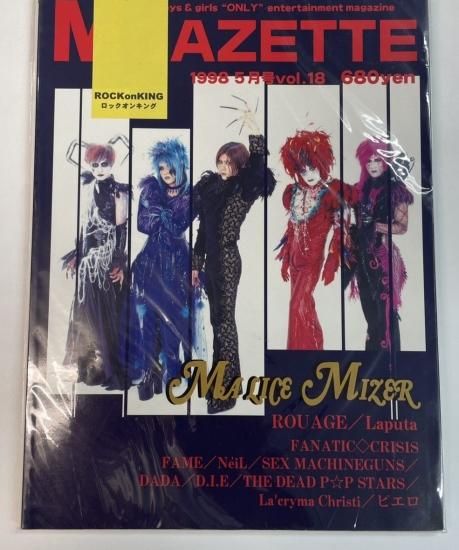 ys & girls "ONLY" entertainment magazine
M AZETTE
1998 5月号vol.18 680yen
ROCKonKING
ロックオンキング
MALICE MIZER
ROUAGE／Laputa
FANATIC◇CRISIS
FAME／NéiL／SEX MACHINEGUNS／
DADA／D.I.E／THE DEAD P☆P STARS／
La'cryma Christi／ピエロ